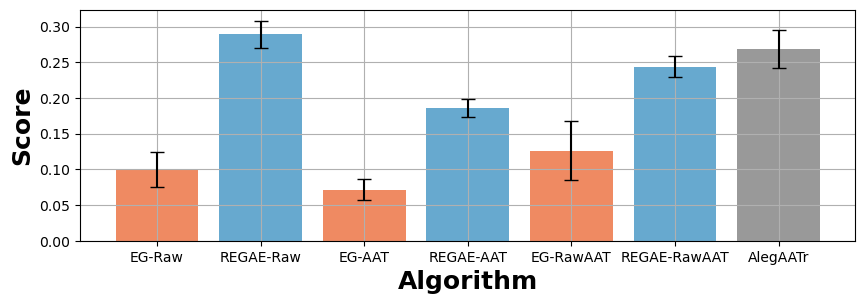 Score
0.30
0.25
0.20
0.15
0.10
0.05
0.00
EG-Raw REGAE-Raw EG-AAT REGAE-AAT EG-RawAAT REGAE-RawAAT AlegAATr
Algorithm